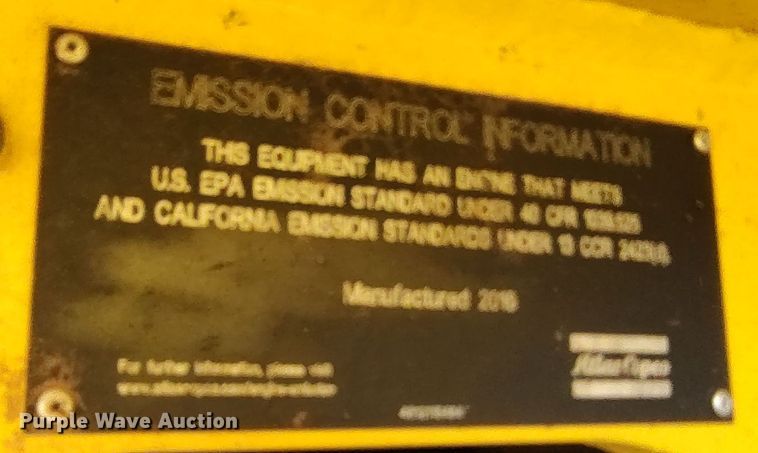 EMISSION CONTROL INFORMATION
THIS EQUIPMENT HAS AN ENGINE THAT MEETS
U.S. EPA EMISSION STANDARD UNDER 40 CFR
AND CALIFORNIA EMISSION STANDARDS UNDER 13 CCR
Manufactured
For further information, please visit
Atlas Copco
Purple Wave Auction